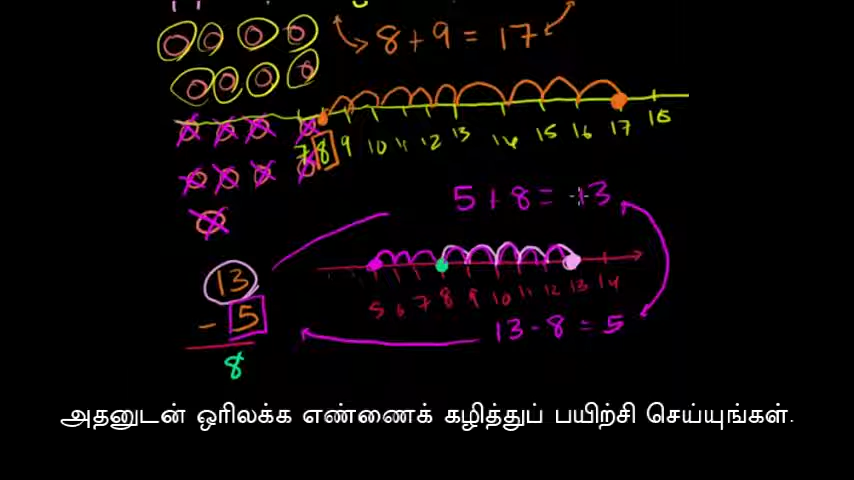 8 + 9 = 17
7 8 9 10 11 12 13 14 15 16 17 18
5 + 8 = 13
13
5 6 7 8 9 10 11 12 13 14
- 5
13 - 8 = 5
8
அதனுடன் ஒரிலக்க எண்ணைக் கழித்துப் பயிற்சி செய்யுங்கள்.